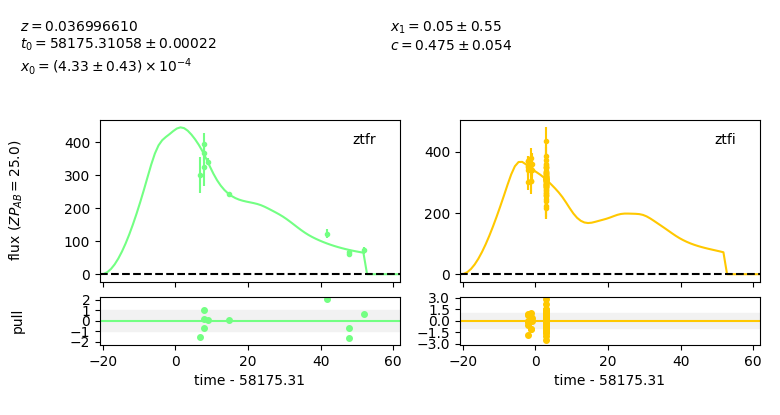 z = 0.036996610
t₀ = 58175.31058 ± 0.00022
x₀ = (4.33 ± 0.43) × 10⁻⁴
x₁ = 0.05 ± 0.55
c = 0.475 ± 0.054
flux (ZP_AB = 25.0)
400
300
200
100
0
ztfr
400
200
0
ztfi
pull
2
1
0
−1
−2
−20
0
20
40
60
time - 58175.31
3.0
1.5
0.0
−1.5
−3.0
−20
0
20
40
60
time - 58175.31